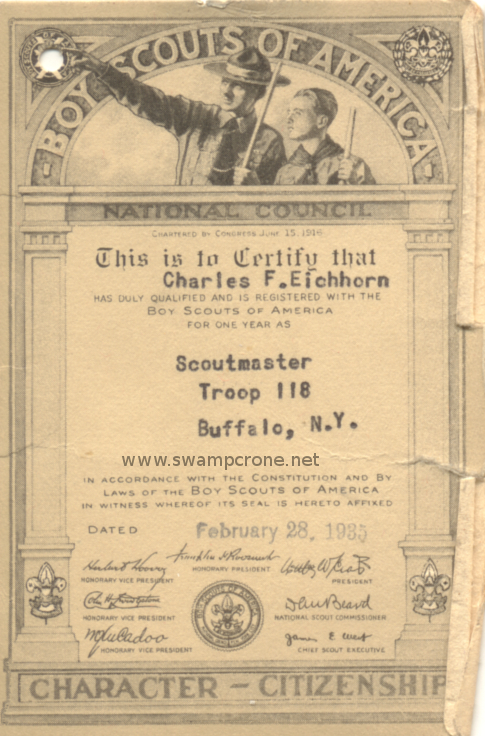 BOY SCOUTS OF AMERICA
NATIONAL COUNCIL
CHARTERED BY CONGRESS JUNE 15, 1916
This is to Certify that
Charles F. Eichhorn
HAS DULY QUALIFIED AND IS REGISTERED WITH THE
BOY SCOUTS OF AMERICA
FOR ONE YEAR AS
Scoutmaster
Troop 118
Buffalo, N.Y.
www.swampcrone.net
IN ACCORDANCE WITH THE CONSTITUTION AND BY
LAWS OF THE BOY SCOUTS OF AMERICA
IN WITNESS WHEREOF ITS SEAL IS HERETO AFFIXED
DATED February 28, 1935
Herbert Hoover Franklin D Roosevelt Walter W Head
HONORARY VICE PRESIDENT HONORARY PRESIDENT PRESIDENT
Dan Beard
HONORARY VICE PRESIDENT NATIONAL SCOUT COMMISSIONER
W G McAdoo James E West
HONORARY VICE PRESIDENT CHIEF SCOUT EXECUTIVE
CHARACTER – CITIZENSHIP